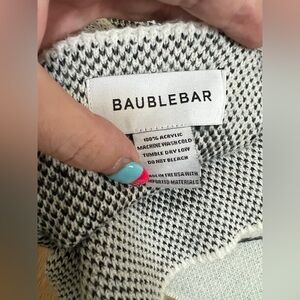 BAUBLEBAR
100% ACRYLIC
MACHINE WASH COLD
TUMBLE DRY LOW
DO NOT BLEACH
MADE IN THE USA WITH
IMPORTED MATERIALS